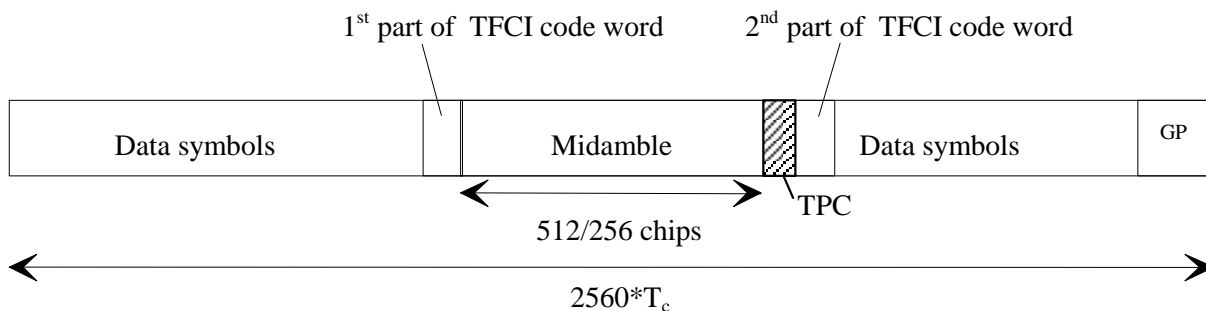 1st part of TFCI code word
2nd part of TFCI code word
Data symbols
Midamble
Data symbols
GP
TPC
512/256 chips
2560*Tc